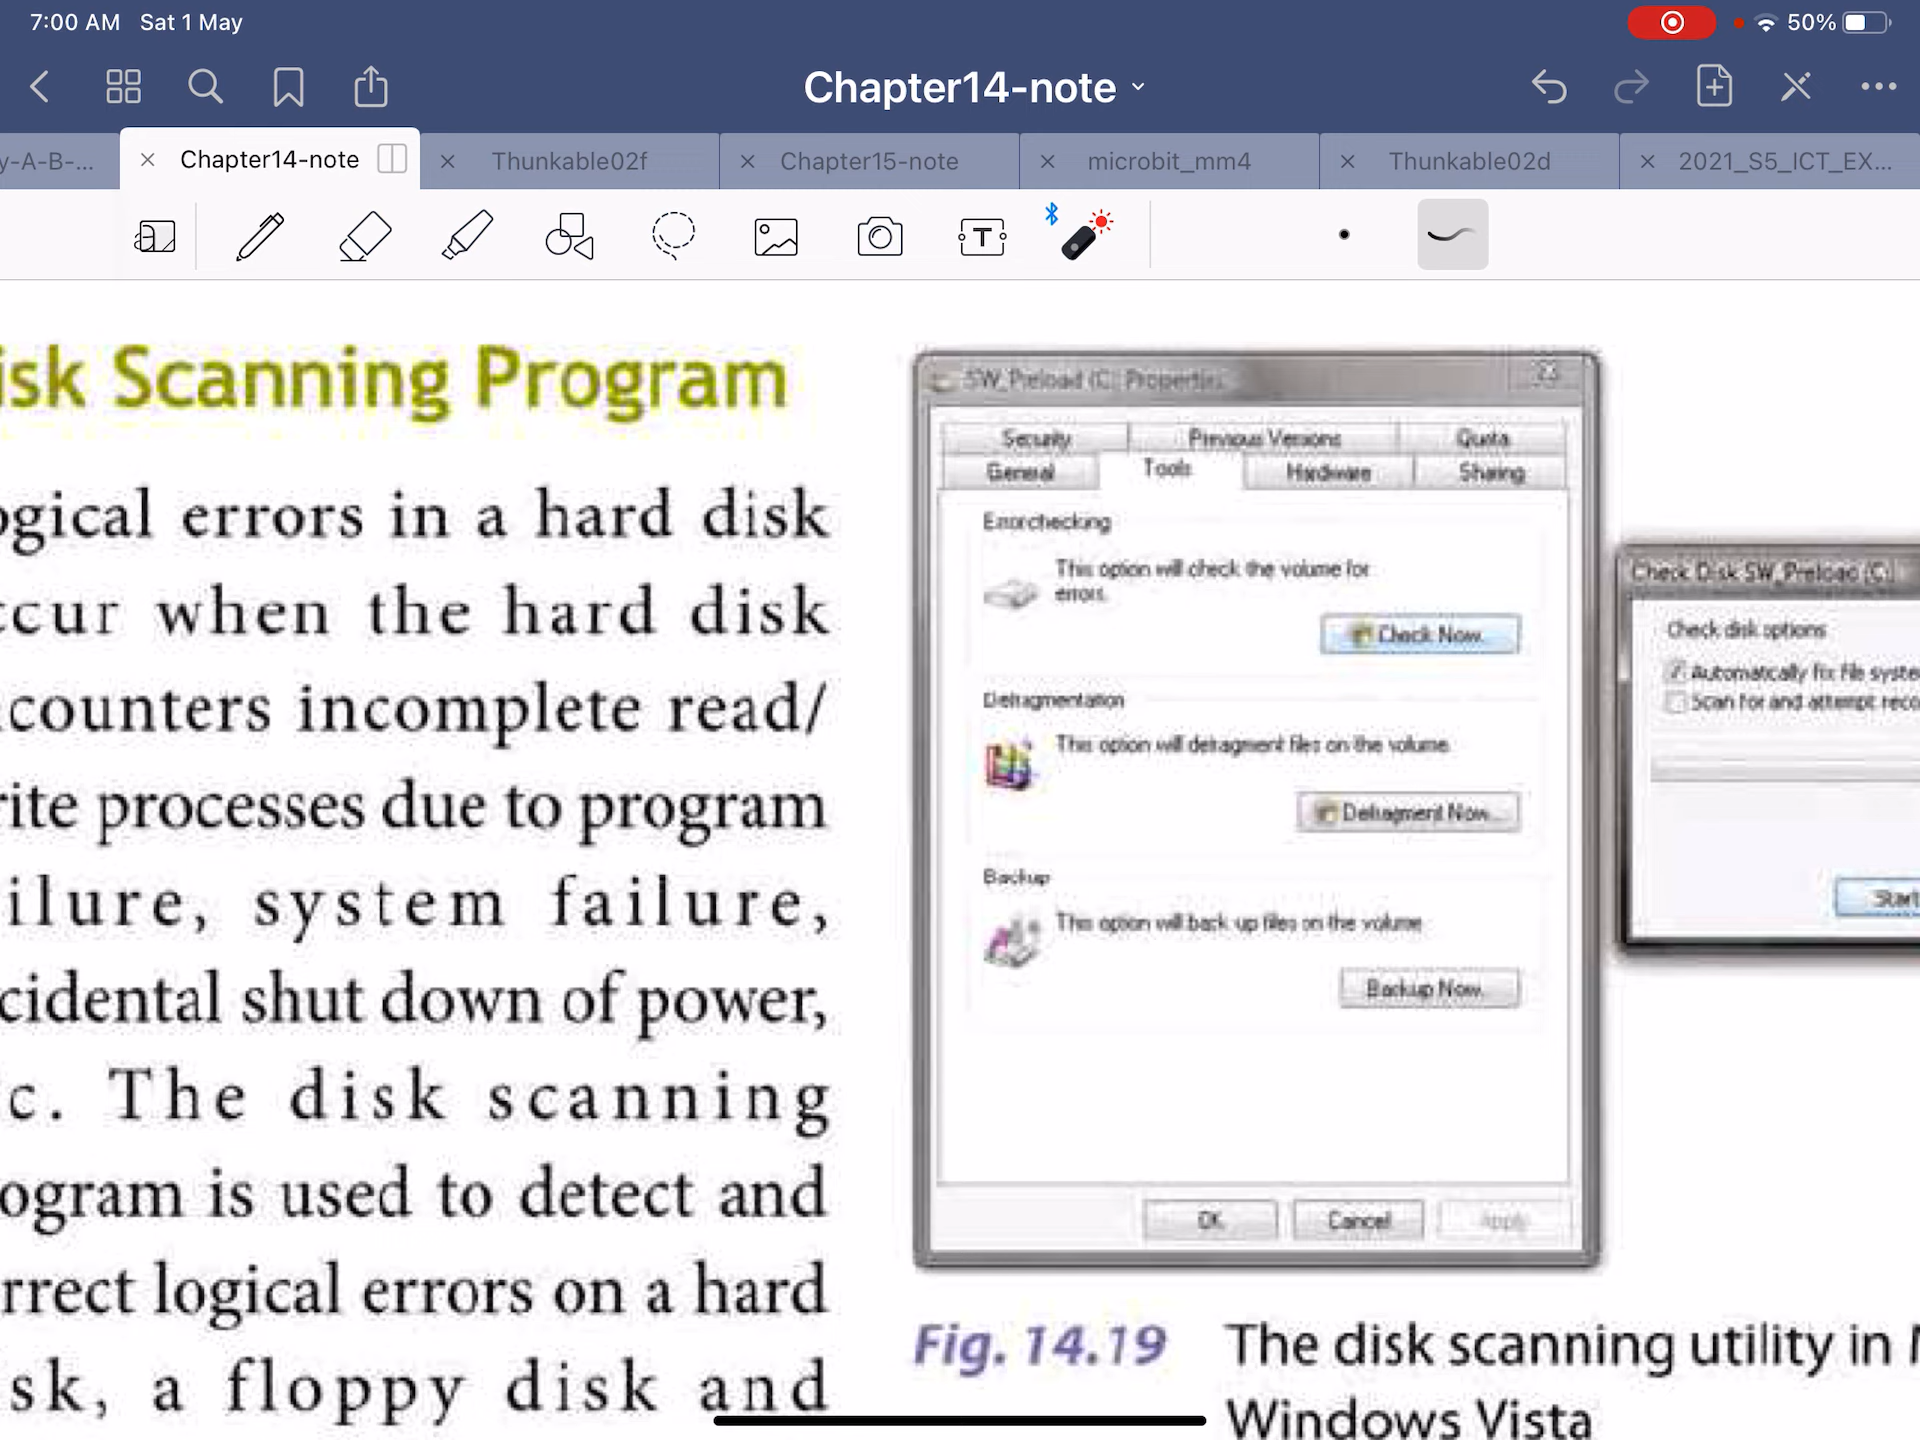 7:00 AM Sat 1 May
50%
Chapter14-note
y-A-B-...
Chapter14-note
Thunkable02f
Chapter15-note
microbit_mm4
Thunkable02d
2021_S5_ICT_EX...
isk Scanning Program
ogical errors in a hard disk
ccur when the hard disk
counters incomplete read/
rite processes due to program
ilure, system failure,
cidental shut down of power,
c. The disk scanning
ogram is used to detect and
rrect logical errors on a hard
sk, a floppy disk and
SW_Preload (C:) Properties
Security Previous Versions Quota
General Tools Hardware Sharing
Error-checking
This option will check the volume for
errors.
Check Now...
Defragmentation
This option will defragment files on the volume.
Defragment Now...
Backup
This option will back up files on the volume.
Backup Now...
OK Cancel Apply
Check Disk SW_Preload (C:)
Check disk options
Automatically fix file syste
Scan for and attempt reco
Start
Fig. 14.19 The disk scanning utility in M
Windows Vista